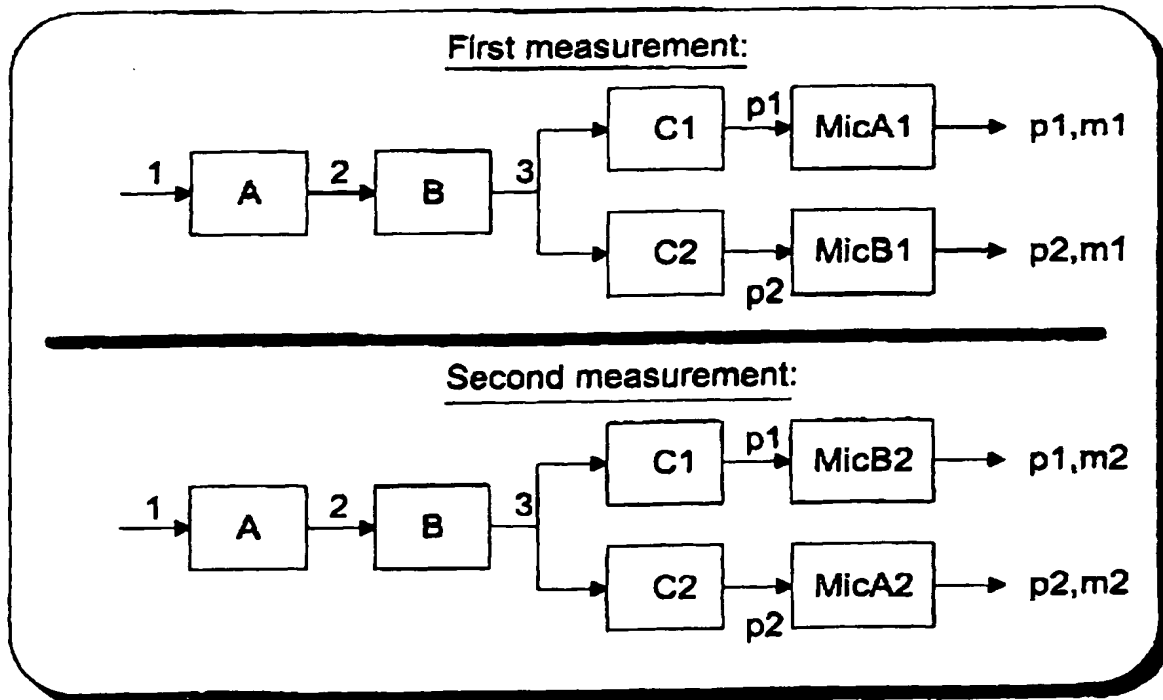 First measurement:
C1 p1 MicA1 p1,m1
1 A 2 B 3
C2 p2 MicB1 p2,m1
Second measurement:
C1 p1 MicB2 p1,m2
1 A 2 B 3
C2 p2 MicA2 p2,m2